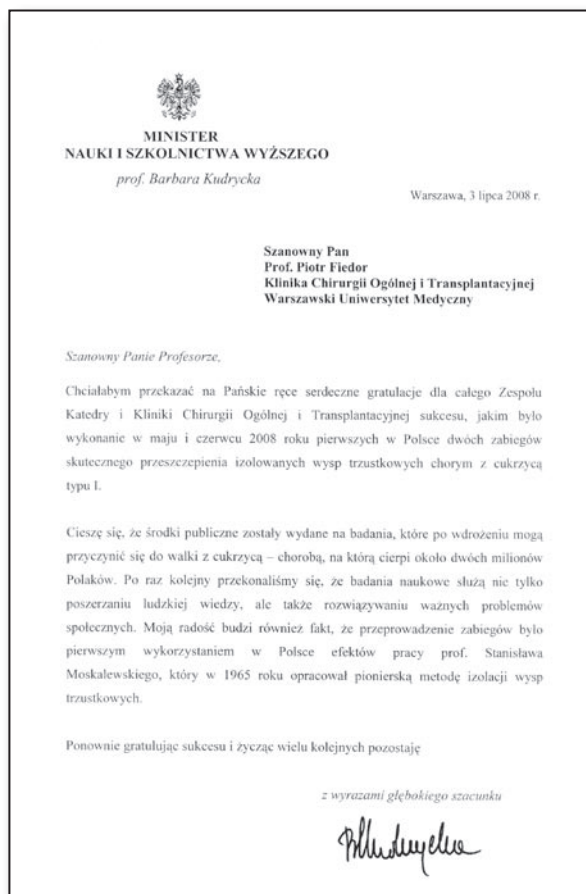 MINISTER
NAUKI I SZKOLNICTWA WYŻSZEGO
prof. Barbara Kudrycka
Warszawa, 3 lipca 2008 r.
Szanowny Pan
Prof. Piotr Fiedor
Klinika Chirurgii Ogólnej i Transplantacyjnej
Warszawski Uniwersytet Medyczny
Szanowny Panie Profesorze,
Chciałabym przekazać na Pańskie ręce serdeczne gratulacje dla całego Zespołu
Katedry i Kliniki Chirurgii Ogólnej i Transplantacyjnej sukcesu, jakim było
wykonanie w maju i czerwcu 2008 roku pierwszych w Polsce dwóch zabiegów
skutecznego przeszczepienia izolowanych wysp trzustkowych chorym z cukrzycą
typu I.
Cieszę się, że środki publiczne zostały wydane na badania, które po wdrożeniu mogą
przyczynić się do walki z cukrzycą – chorobą, na którą cierpi około dwóch milionów
Polaków. Po raz kolejny przekonaliśmy się, że badania naukowe służą nie tylko
poszerzaniu ludzkiej wiedzy, ale także rozwiązywaniu ważnych problemów
społecznych. Moją radość budzi również fakt, że przeprowadzenie zabiegów było
pierwszym wykorzystaniem w Polsce efektów pracy prof. Stanisława
Moskalewskiego, który w 1965 roku opracował pionierską metodę izolacji wysp
trzustkowych.
Ponownie gratulując sukcesu i życząc wielu kolejnych pozostaję
z wyrazami głębokiego szacunku